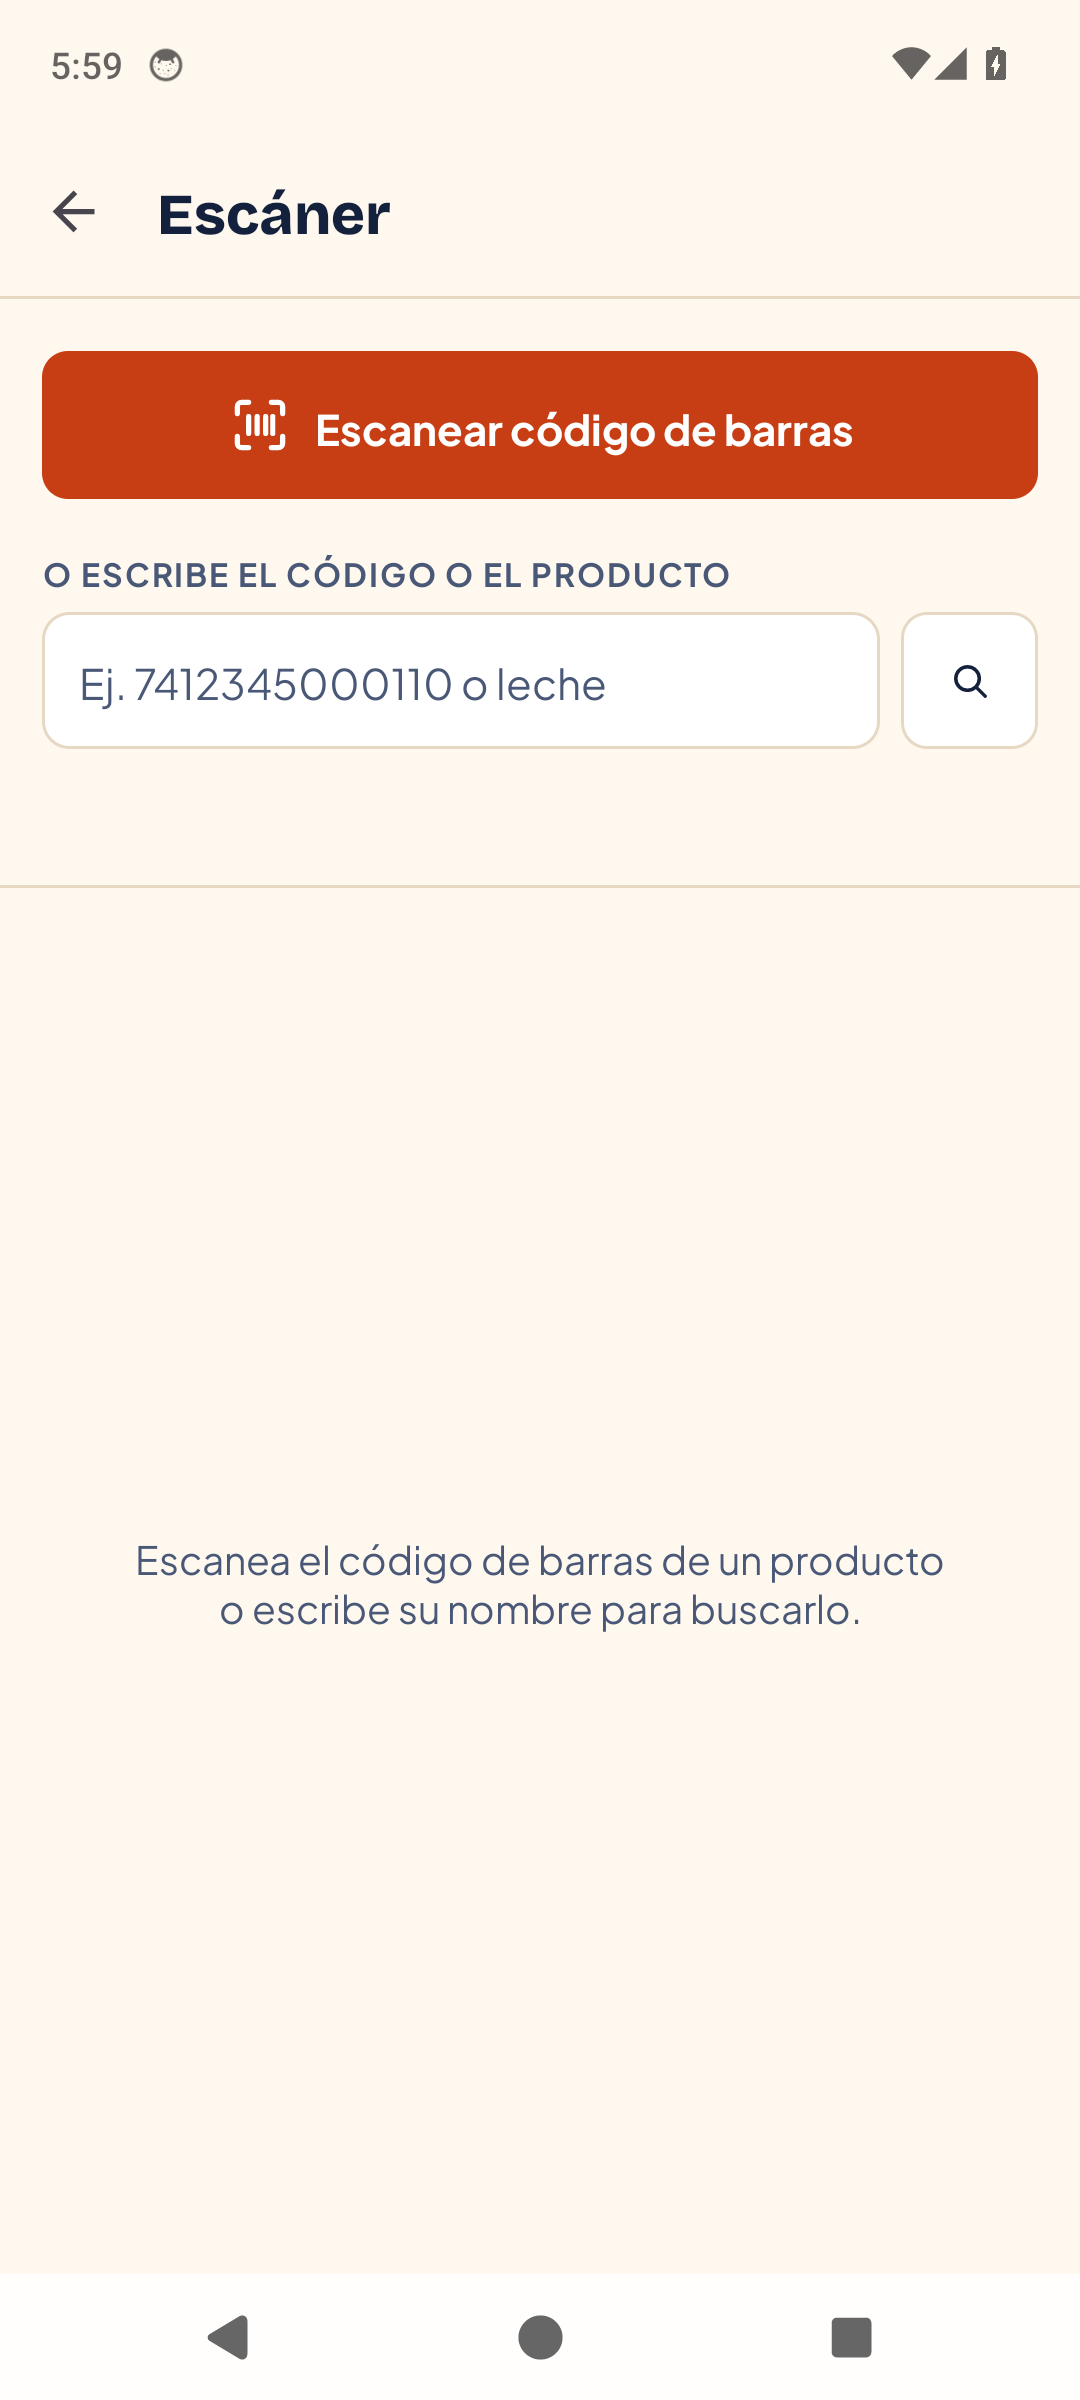 5:59
Escáner
Escanear código de barras
O ESCRIBE EL CÓDIGO O EL PRODUCTO
Ej. 7412345000110 o leche
Escanea el código de barras de un producto
o escribe su nombre para buscarlo.